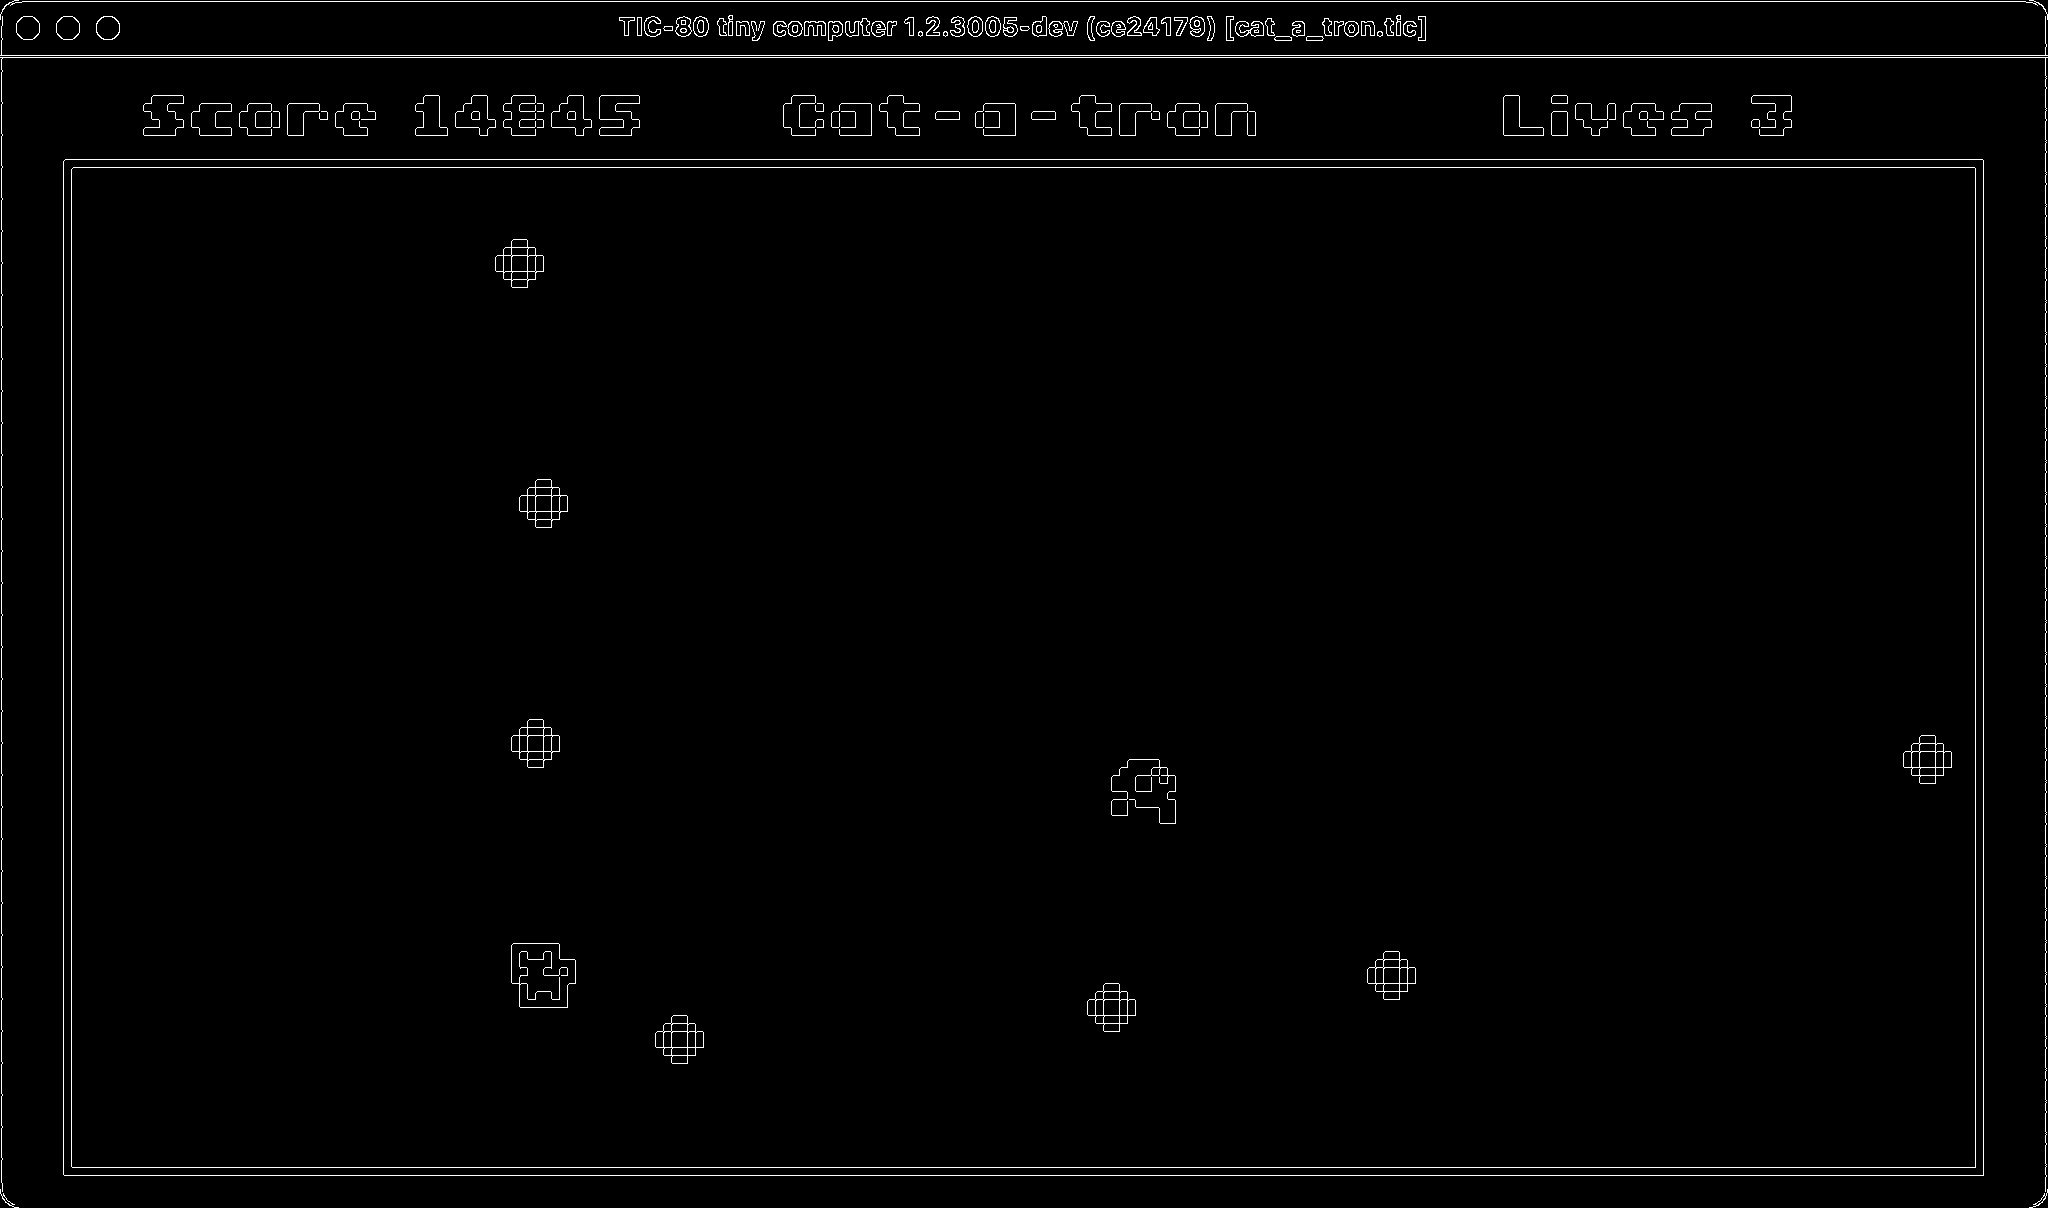 TIC-80 tiny computer 1.2.3005-dev (ce24179) [cat_a_tron.tic]
Score 14845 Cat-a-tron Lives 3